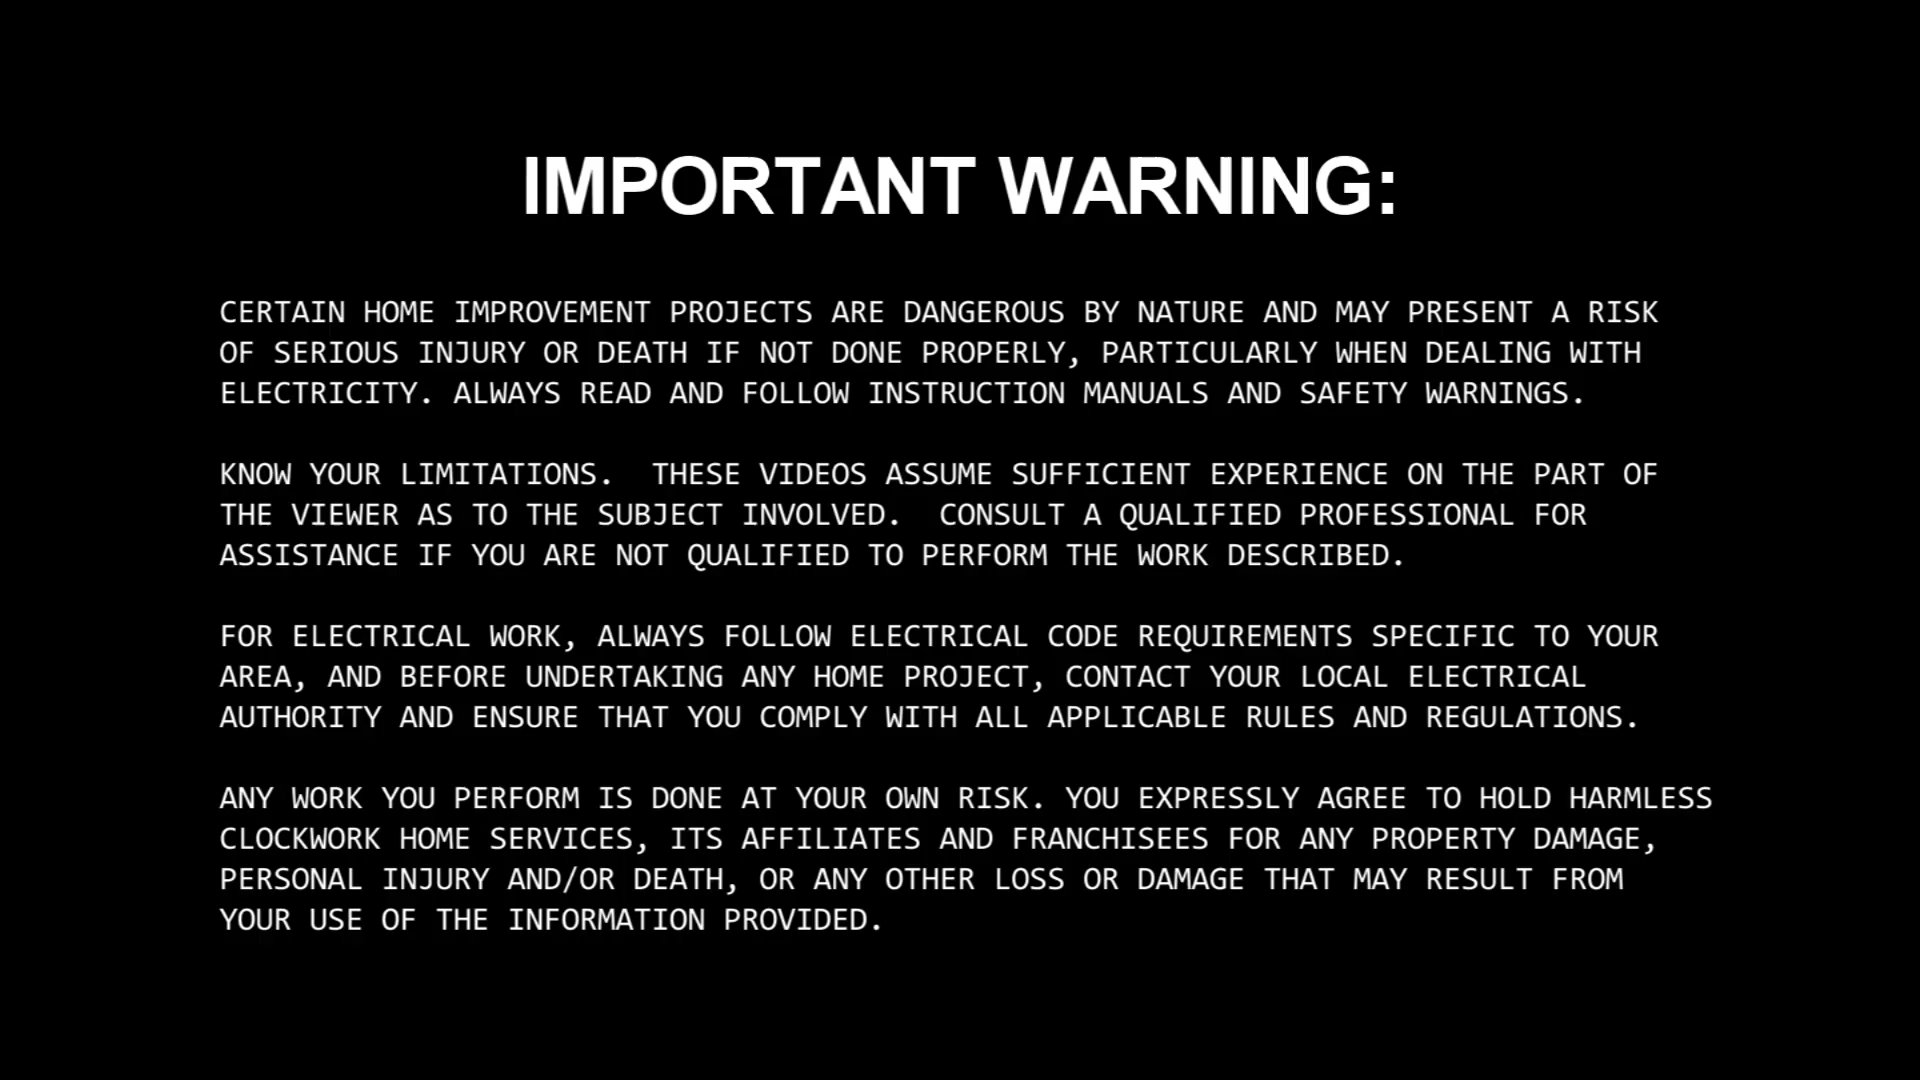 IMPORTANT WARNING:
CERTAIN HOME IMPROVEMENT PROJECTS ARE DANGEROUS BY NATURE AND MAY PRESENT A RISK
OF SERIOUS INJURY OR DEATH IF NOT DONE PROPERLY, PARTICULARLY WHEN DEALING WITH
ELECTRICITY. ALWAYS READ AND FOLLOW INSTRUCTION MANUALS AND SAFETY WARNINGS.
KNOW YOUR LIMITATIONS.  THESE VIDEOS ASSUME SUFFICIENT EXPERIENCE ON THE PART OF
THE VIEWER AS TO THE SUBJECT INVOLVED.  CONSULT A QUALIFIED PROFESSIONAL FOR
ASSISTANCE IF YOU ARE NOT QUALIFIED TO PERFORM THE WORK DESCRIBED.
FOR ELECTRICAL WORK, ALWAYS FOLLOW ELECTRICAL CODE REQUIREMENTS SPECIFIC TO YOUR
AREA, AND BEFORE UNDERTAKING ANY HOME PROJECT, CONTACT YOUR LOCAL ELECTRICAL
AUTHORITY AND ENSURE THAT YOU COMPLY WITH ALL APPLICABLE RULES AND REGULATIONS.
ANY WORK YOU PERFORM IS DONE AT YOUR OWN RISK. YOU EXPRESSLY AGREE TO HOLD HARMLESS
CLOCKWORK HOME SERVICES, ITS AFFILIATES AND FRANCHISEES FOR ANY PROPERTY DAMAGE,
PERSONAL INJURY AND/OR DEATH, OR ANY OTHER LOSS OR DAMAGE THAT MAY RESULT FROM
YOUR USE OF THE INFORMATION PROVIDED.